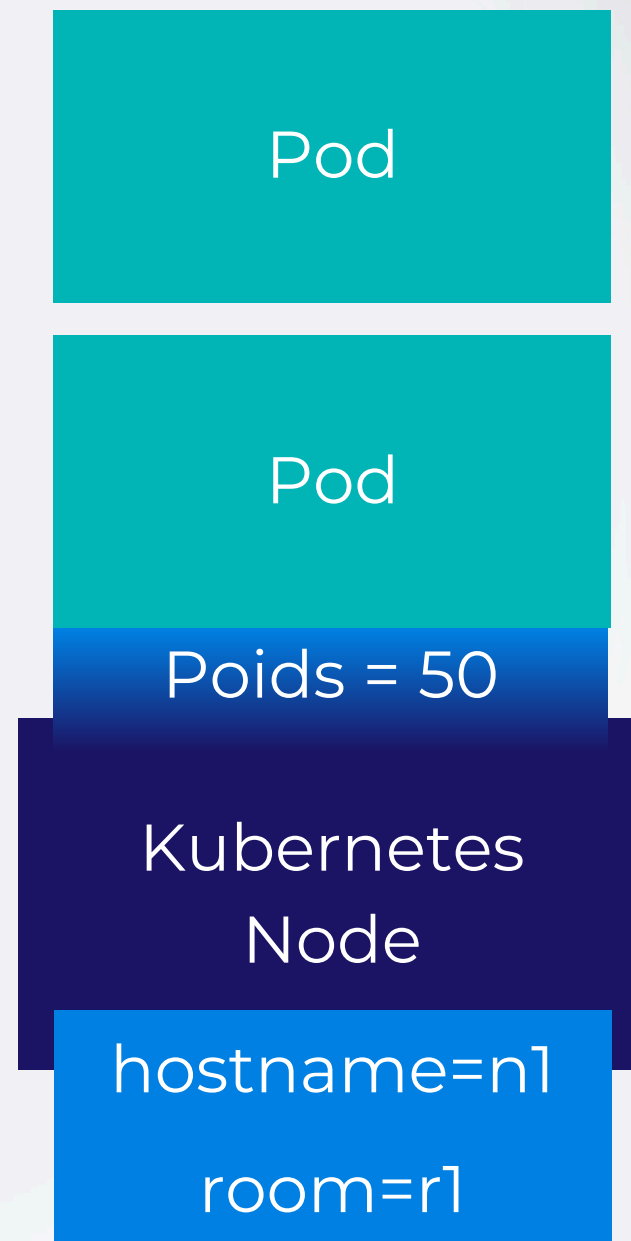 Pod
Pod
Poids = 50
Kubernetes
Node
hostname=n1
room=r1